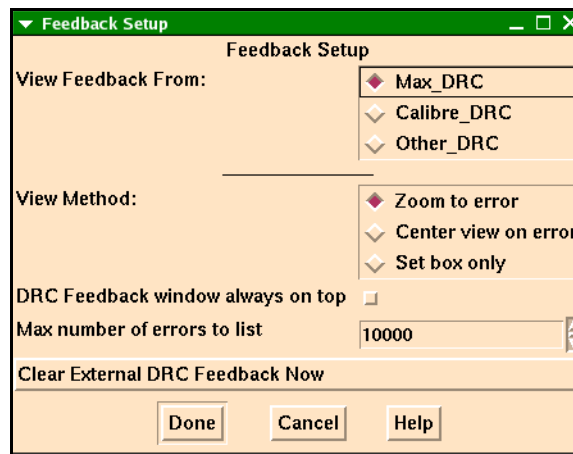 Feedback Setup
Feedback Setup
View Feedback From:
Max_DRC
Calibre_DRC
Other_DRC
View Method:
Zoom to error
Center view on error
Set box only
DRC Feedback window always on top
Max number of errors to list
10000
Clear External DRC Feedback Now
Done Cancel Help